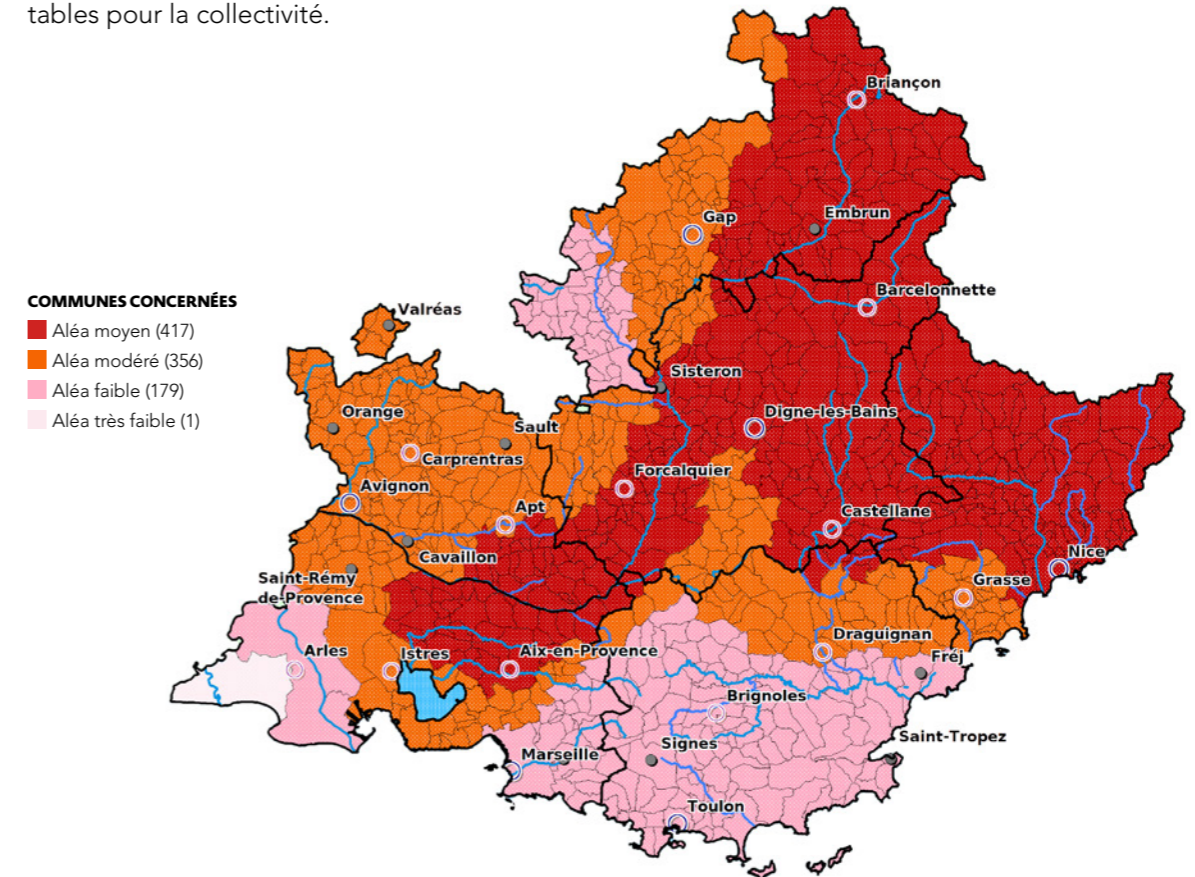 tables pour la collectivité.
COMMUNES CONCERNÉES
Aléa moyen (417)
Aléa modéré (356)
Aléa faible (179)
Aléa très faible (1)
Briançon
Gap
Embrun
Barcelonnette
Valréas
Sisteron
Orange
Digne-les-Bains
Sault
Carprentras
Forcalquier
Avignon
Apt
Castellane
Cavaillon
Nice
Saint-Rémy
de-Provence
Grasse
Draguignan
Arles
Istres
Aix-en-Provence
Fréj
Brignoles
Signes
Saint-Tropez
Marseille
Toulon